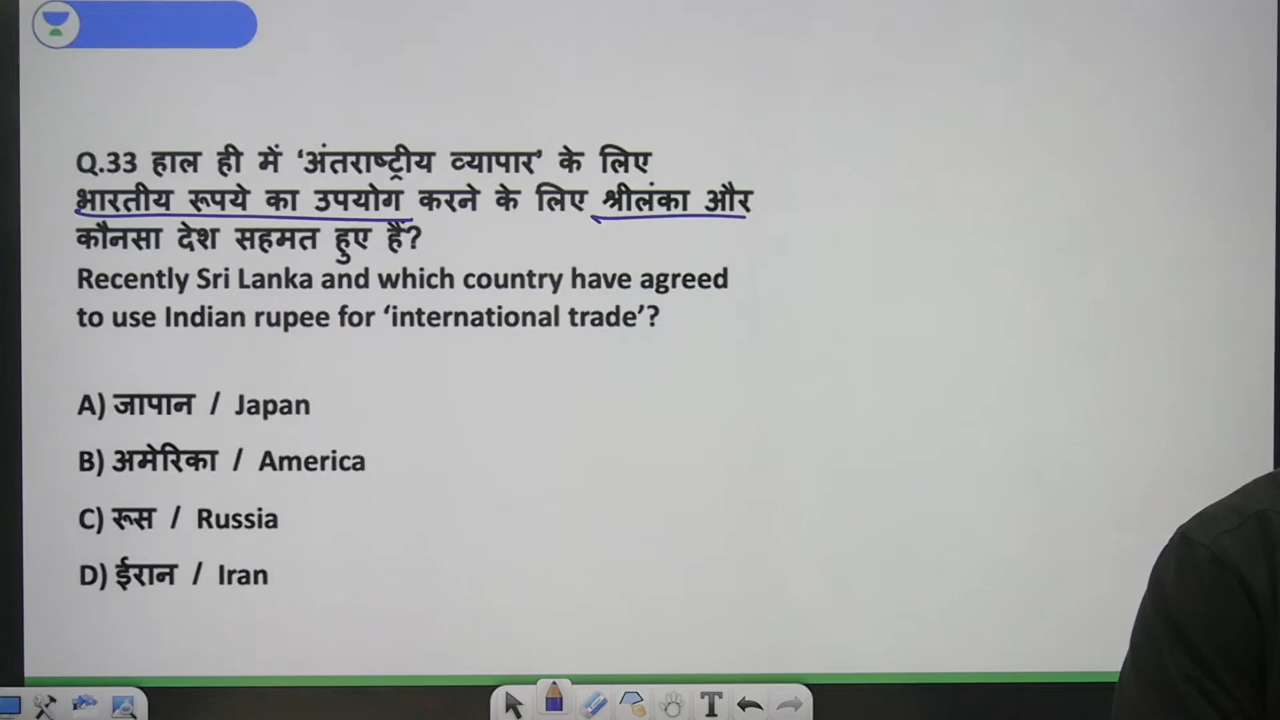 Q.33 हाल ही में ‘अंतराष्ट्रीय व्यापार’ के लिए
भारतीय रूपये का उपयोग करने के लिए श्रीलंका और
कौनसा देश सहमत हुए हैं?
Recently Sri Lanka and which country have agreed
to use Indian rupee for ‘international trade’?
A) जापान / Japan
B) अमेरिका / America
C) रूस / Russia
D) ईरान / Iran
T